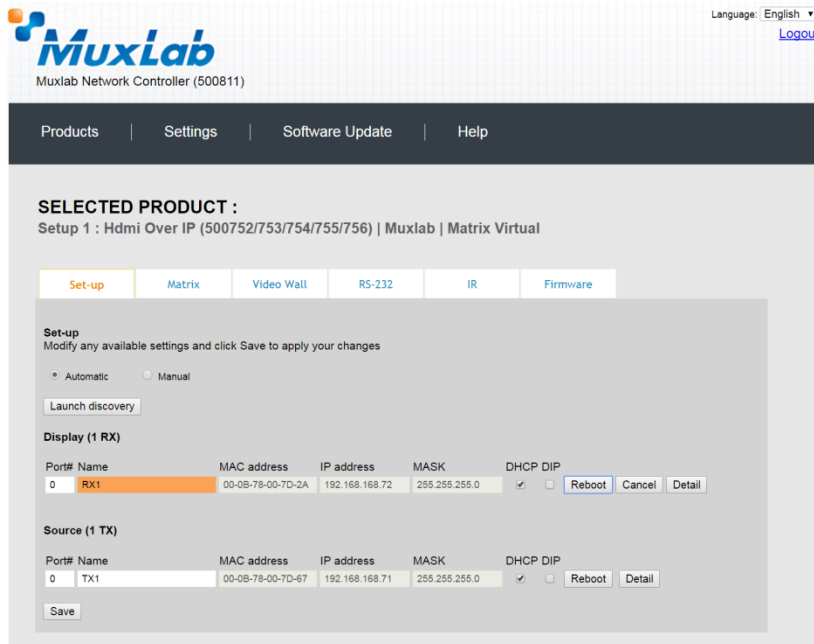 Language: English
Logou
MuxLab
Muxlab Network Controller (500811)
Products | Settings | Software Update | Help
SELECTED PRODUCT :
Setup 1 : Hdmi Over IP (500752/753/754/755/756) | Muxlab | Matrix Virtual
Set-up Matrix Video Wall RS-232 IR Firmware
Set-up
Modify any available settings and click Save to apply your changes
Automatic Manual
Launch discovery
Display (1 RX)
Port# Name MAC address IP address MASK DHCP DIP
0 RX1 00-0B-78-00-7D-2A 192.168.168.72 255.255.255.0 Reboot Cancel Detail
Source (1 TX)
Port# Name MAC address IP address MASK DHCP DIP
0 TX1 00-0B-78-00-7D-67 192.168.168.71 255.255.255.0 Reboot Detail
Save